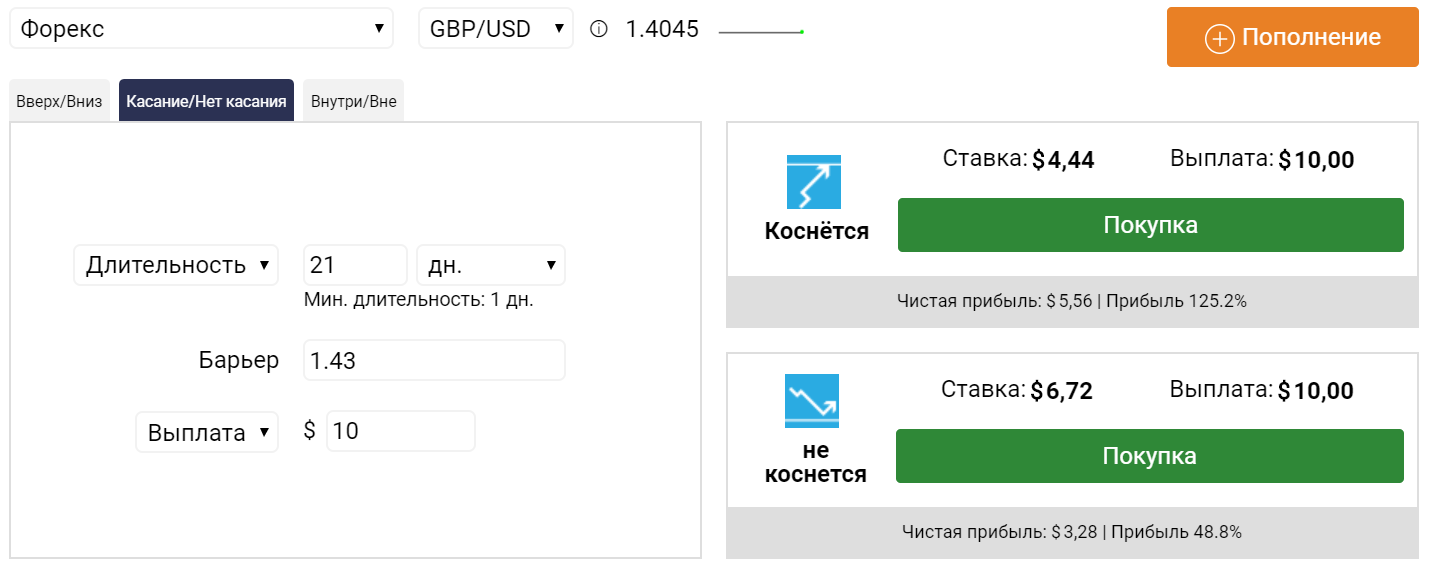 Форекс ▼ GBP/USD ▼ ⓘ 1.4045
Пополнение
Вверх/Вниз Касание/Нет касания Внутри/Вне
Длительность ▼ 21 дн. ▼
Мин. длительность: 1 дн.
Барьер 1.43
Выплата ▼ $ 10
Ставка: $4,44 Выплата: $10,00
Коснётся
Покупка
Чистая прибыль: $5,56 | Прибыль 125.2%
Ставка: $6,72 Выплата: $10,00
не
коснется
Покупка
Чистая прибыль: $3,28 | Прибыль 48.8%